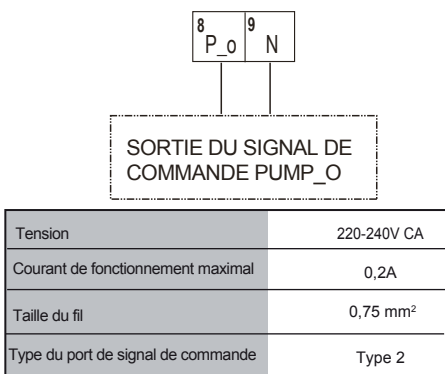 8 9
P_o N
SORTIE DU SIGNAL DE
COMMANDE PUMP_O
Tension 220-240V CA
Courant de fonctionnement maximal 0,2A
Taille du fil 0,75 mm²
Type du port de signal de commande Type 2